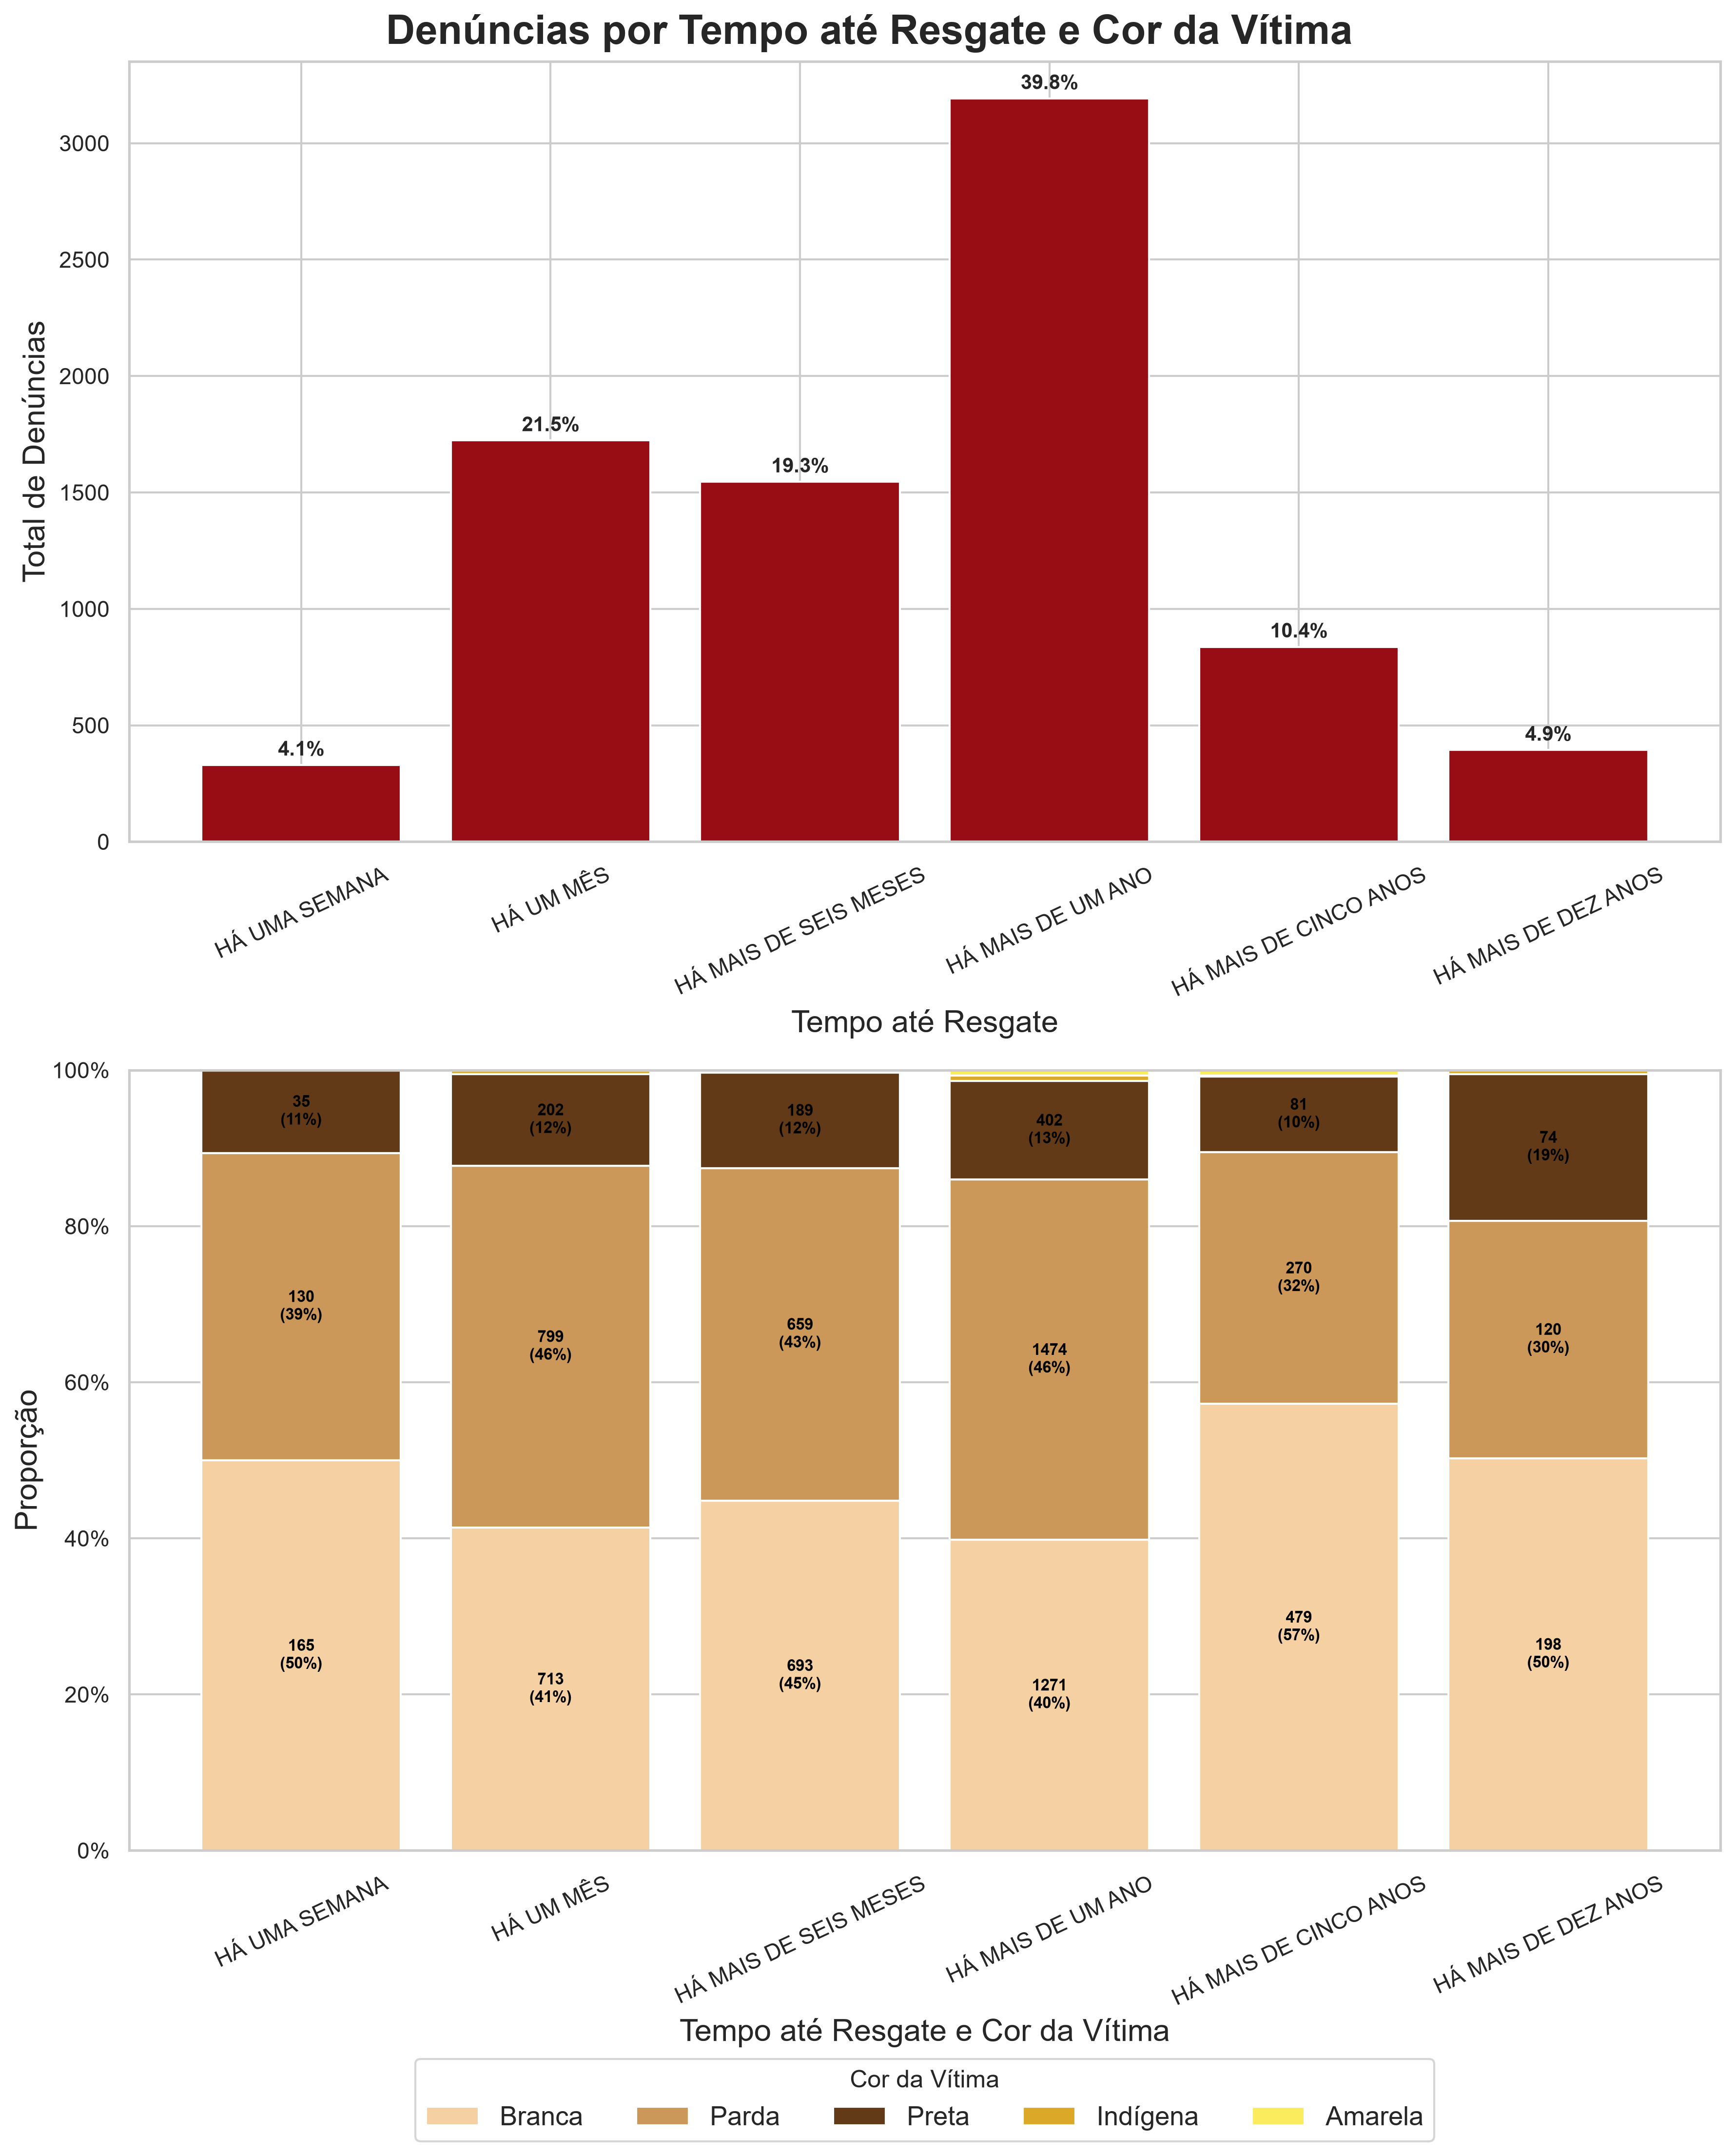 Denúncias por Tempo até Resgate e Cor da Vítima
39.8%
3000
2500
2000
21.5%
19.3%
1500
1000
10.4%
4.9%
500
4.1%
0
Total de Denúncias
HÁ UMA SEMANA
HÁ UM MÊS
HÁ MAIS DE SEIS MESES
HÁ MAIS DE UM ANO
HÁ MAIS DE CINCO ANOS
HÁ MAIS DE DEZ ANOS
Tempo até Resgate
100%
80%
60%
40%
20%
0%
Proporção
35
(11%)
130
(39%)
165
(50%)
202
(12%)
799
(46%)
713
(41%)
189
(12%)
659
(43%)
693
(45%)
402
(13%)
1474
(46%)
1271
(40%)
81
(10%)
270
(32%)
479
(57%)
74
(19%)
120
(30%)
198
(50%)
HÁ UMA SEMANA
HÁ UM MÊS
HÁ MAIS DE SEIS MESES
HÁ MAIS DE UM ANO
HÁ MAIS DE CINCO ANOS
HÁ MAIS DE DEZ ANOS
Tempo até Resgate e Cor da Vítima
Cor da Vítima
Branca
Parda
Preta
Indígena
Amarela